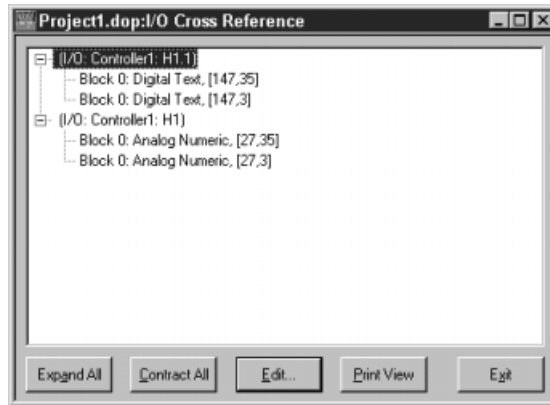 Project1.dop:I/O Cross Reference
(I/O: Controller1: H1.1)
Block 0: Digital Text, [147,35]
Block 0: Digital Text, [147,3]
(I/O: Controller1: H1)
Block 0: Analog Numeric, [27,35]
Block 0: Analog Numeric, [27,3]
Expand All Contract All Edit... Print View Exit